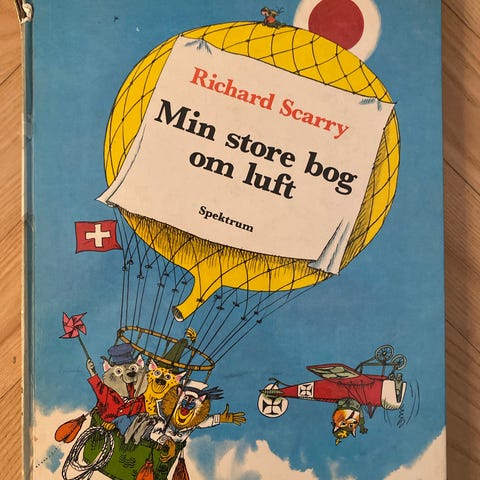 Richard Scarry
Min store bog
om luft
Spektrum